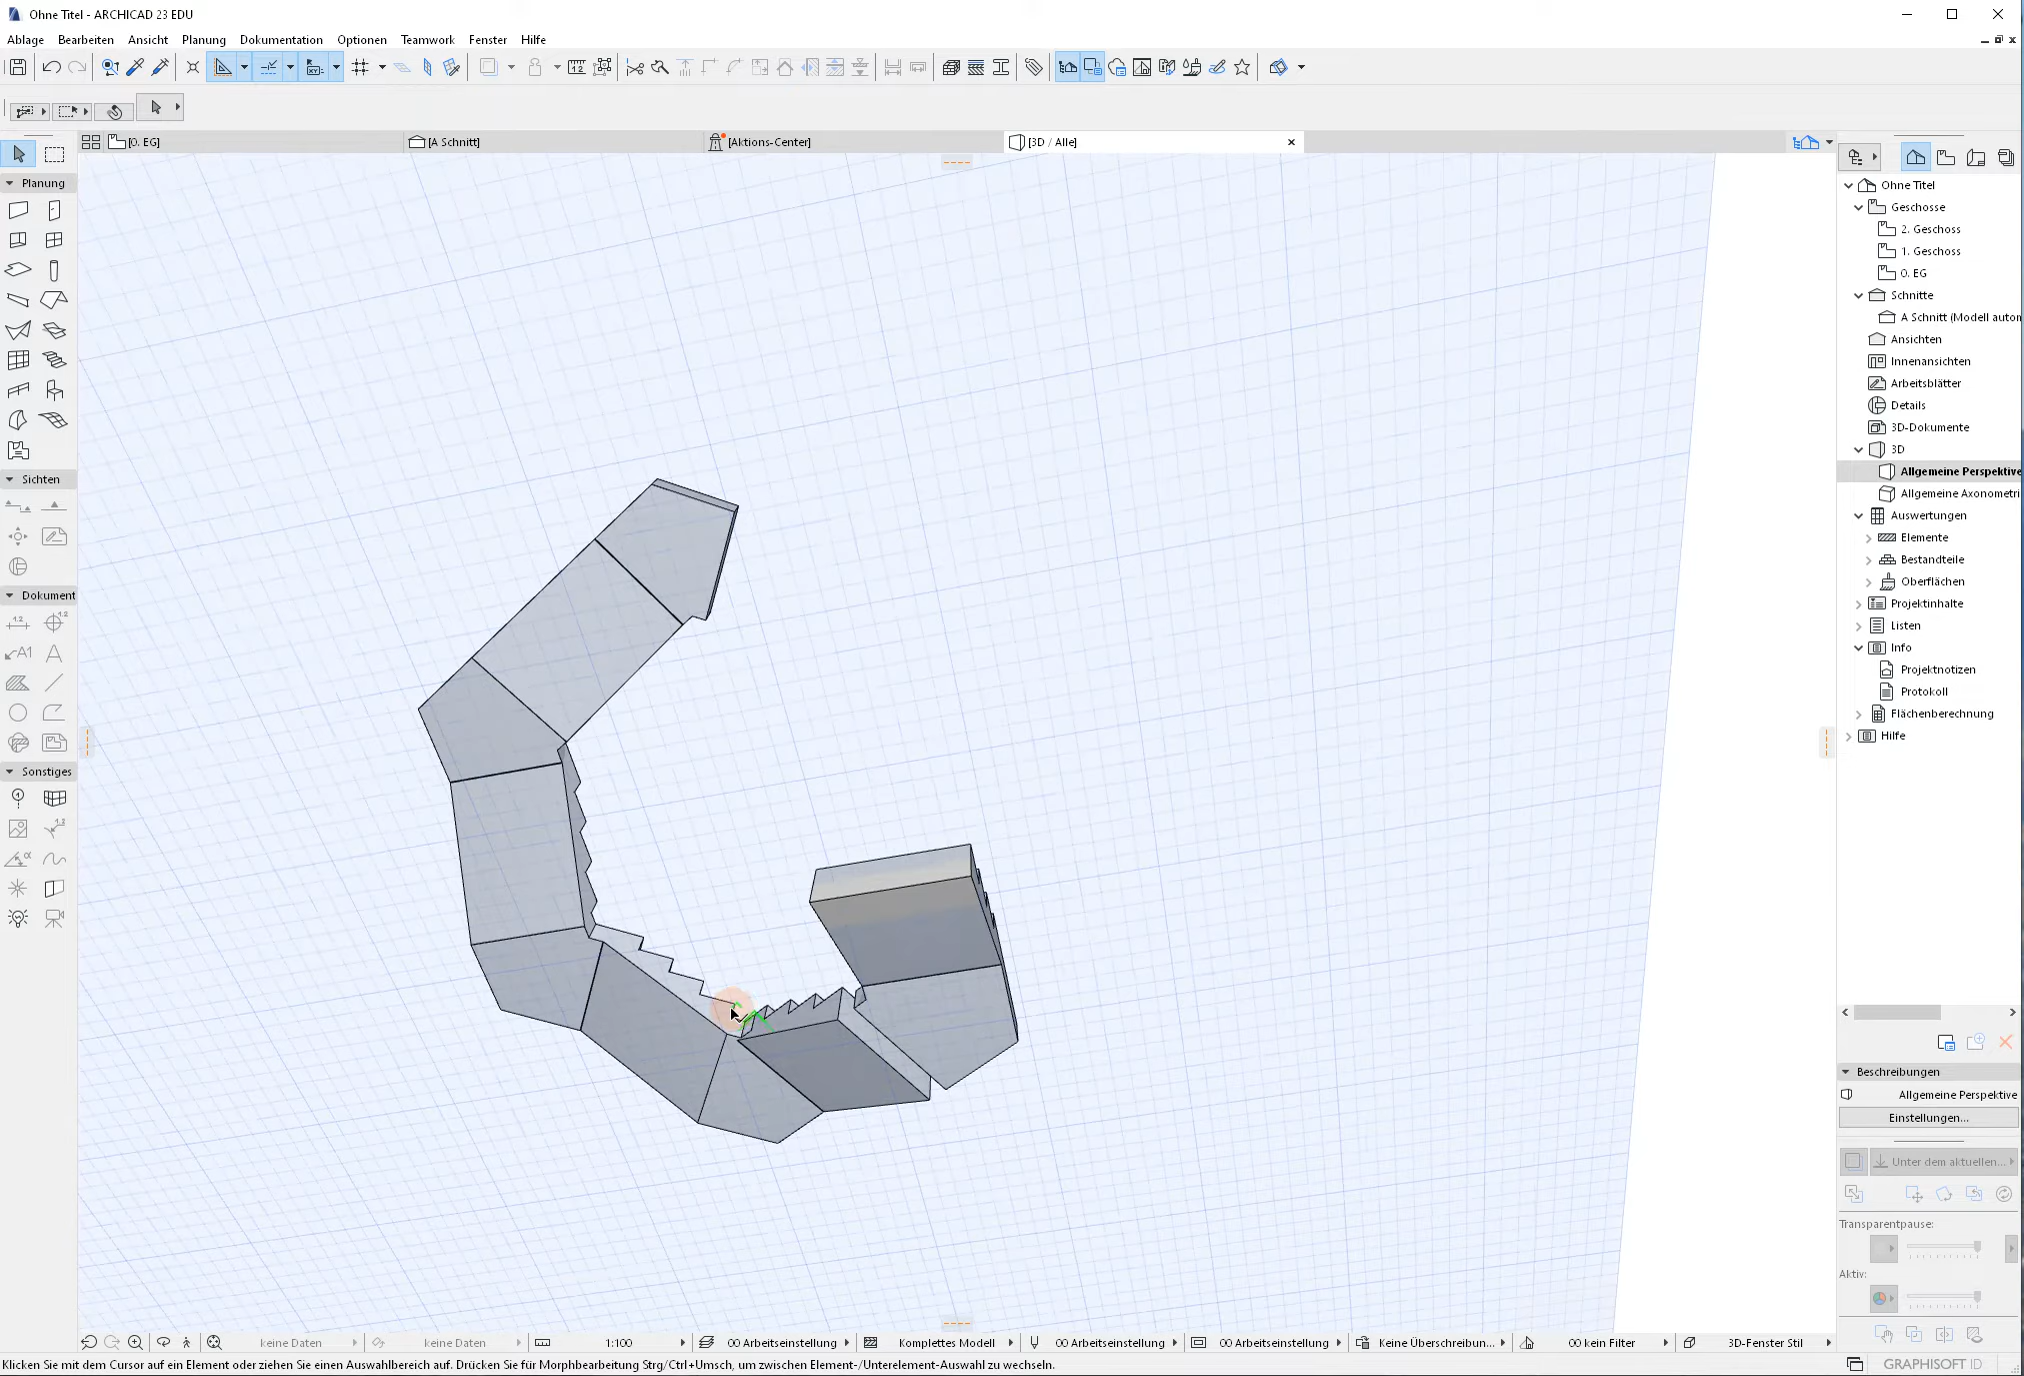 Ohne Titel - ARCHICAD 23 EDU
Ablage Bearbeiten Ansicht Planung Dokumentation Optionen Teamwork Fenster Hilfe
[0. EG] [A Schnitt] [Aktions-Center] [3D / Alle]
Planung
Sichten
Dokument
A1
A
Sonstiges
Ohne Titel
Geschosse
2. Geschoss
1. Geschoss
0. EG
Schnitte
A Schnitt (Modell auton
Ansichten
Innenansichten
Arbeitsblätter
Details
3D-Dokumente
3D
Allgemeine Perspektive
Allgemeine Axonometri
Auswertungen
Elemente
Bestandteile
Oberflächen
Projektinhalte
Listen
Info
Projektnotizen
Protokoll
Flächenberechnung
Hilfe
Beschreibungen
Allgemeine Perspektive
Einstellungen...
Unter dem aktuellen...
Transparentpause:
Aktiv:
keine Daten keine Daten 1:100 00 Arbeitseinstellung Komplettes Modell 00 Arbeitseinstellung 00 Arbeitseinstellung Keine Überschreibun... 00 kein Filter 3D-Fenster Stil
Klicken Sie mit dem Cursor auf ein Element oder ziehen Sie einen Auswahlbereich auf. Drücken Sie für Morphbearbeitung Strg/Ctrl+Umsch, um zwischen Element-/Unterelement-Auswahl zu wechseln.
GRAPHISOFT ID